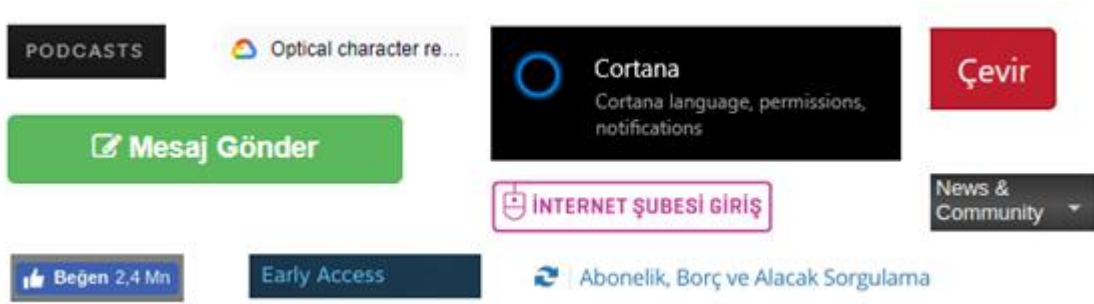 PODCASTS
Optical character re...
Cortana
Cortana language, permissions,
notifications
Çevir
Mesaj Gönder
İNTERNET ŞUBESİ GİRİŞ
News &
Community
Beğen 2,4 Mn
Early Access
Abonelik, Borç ve Alacak Sorgulama